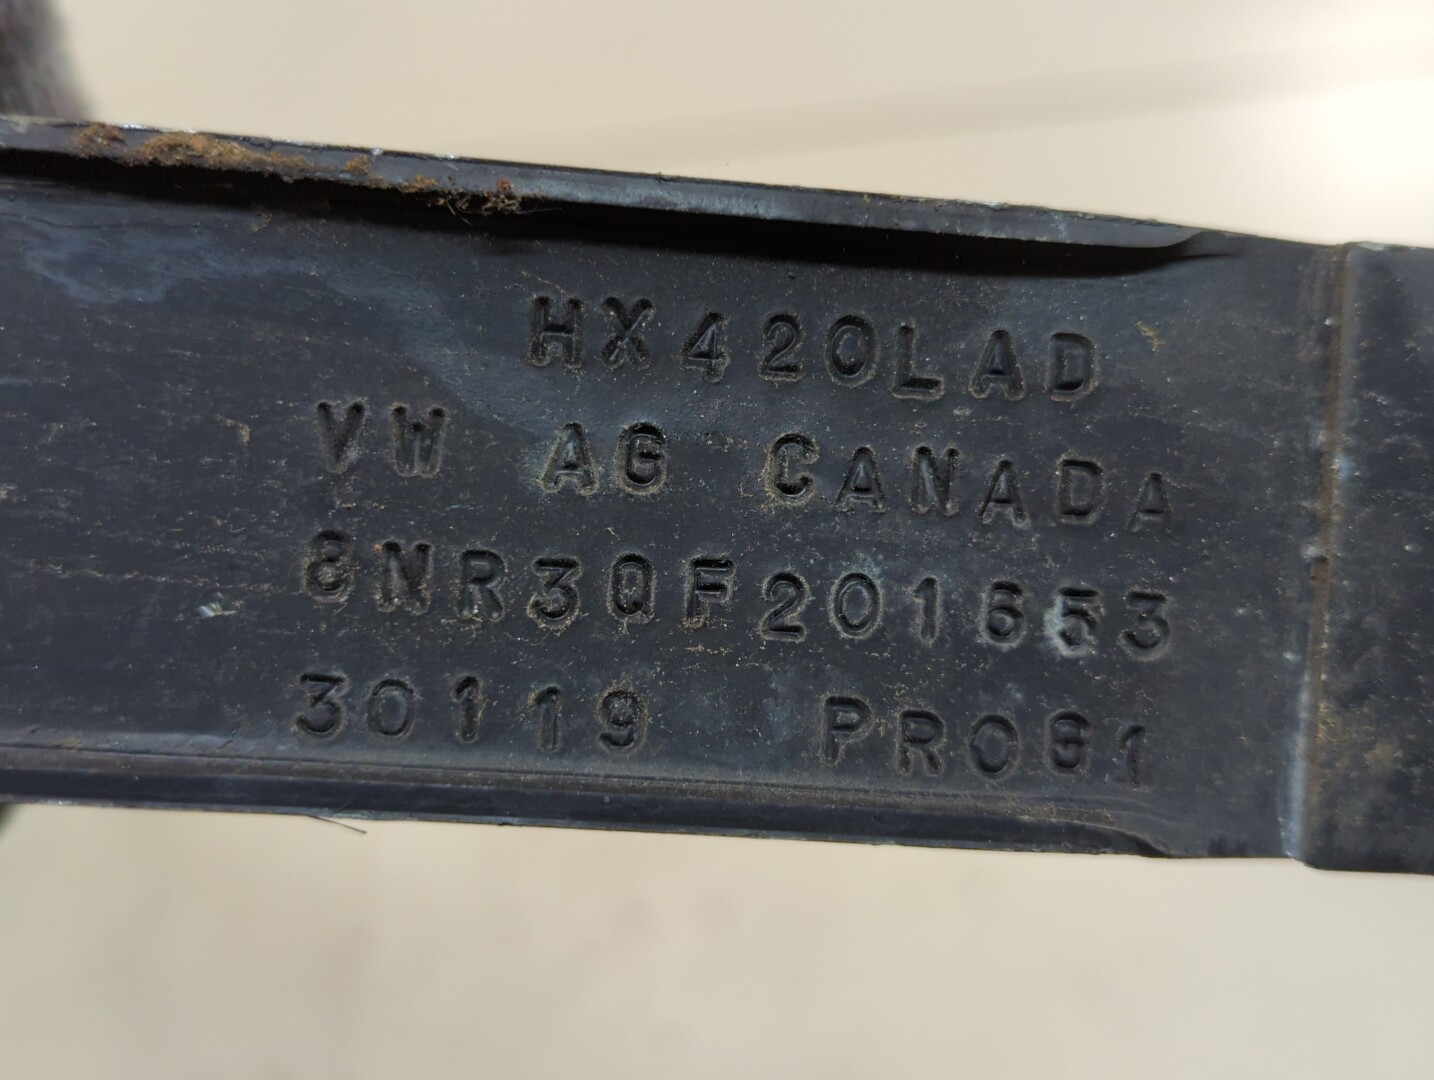 HX420LAD
VW AG CANADA
8NR3QF201653
30119 PR061